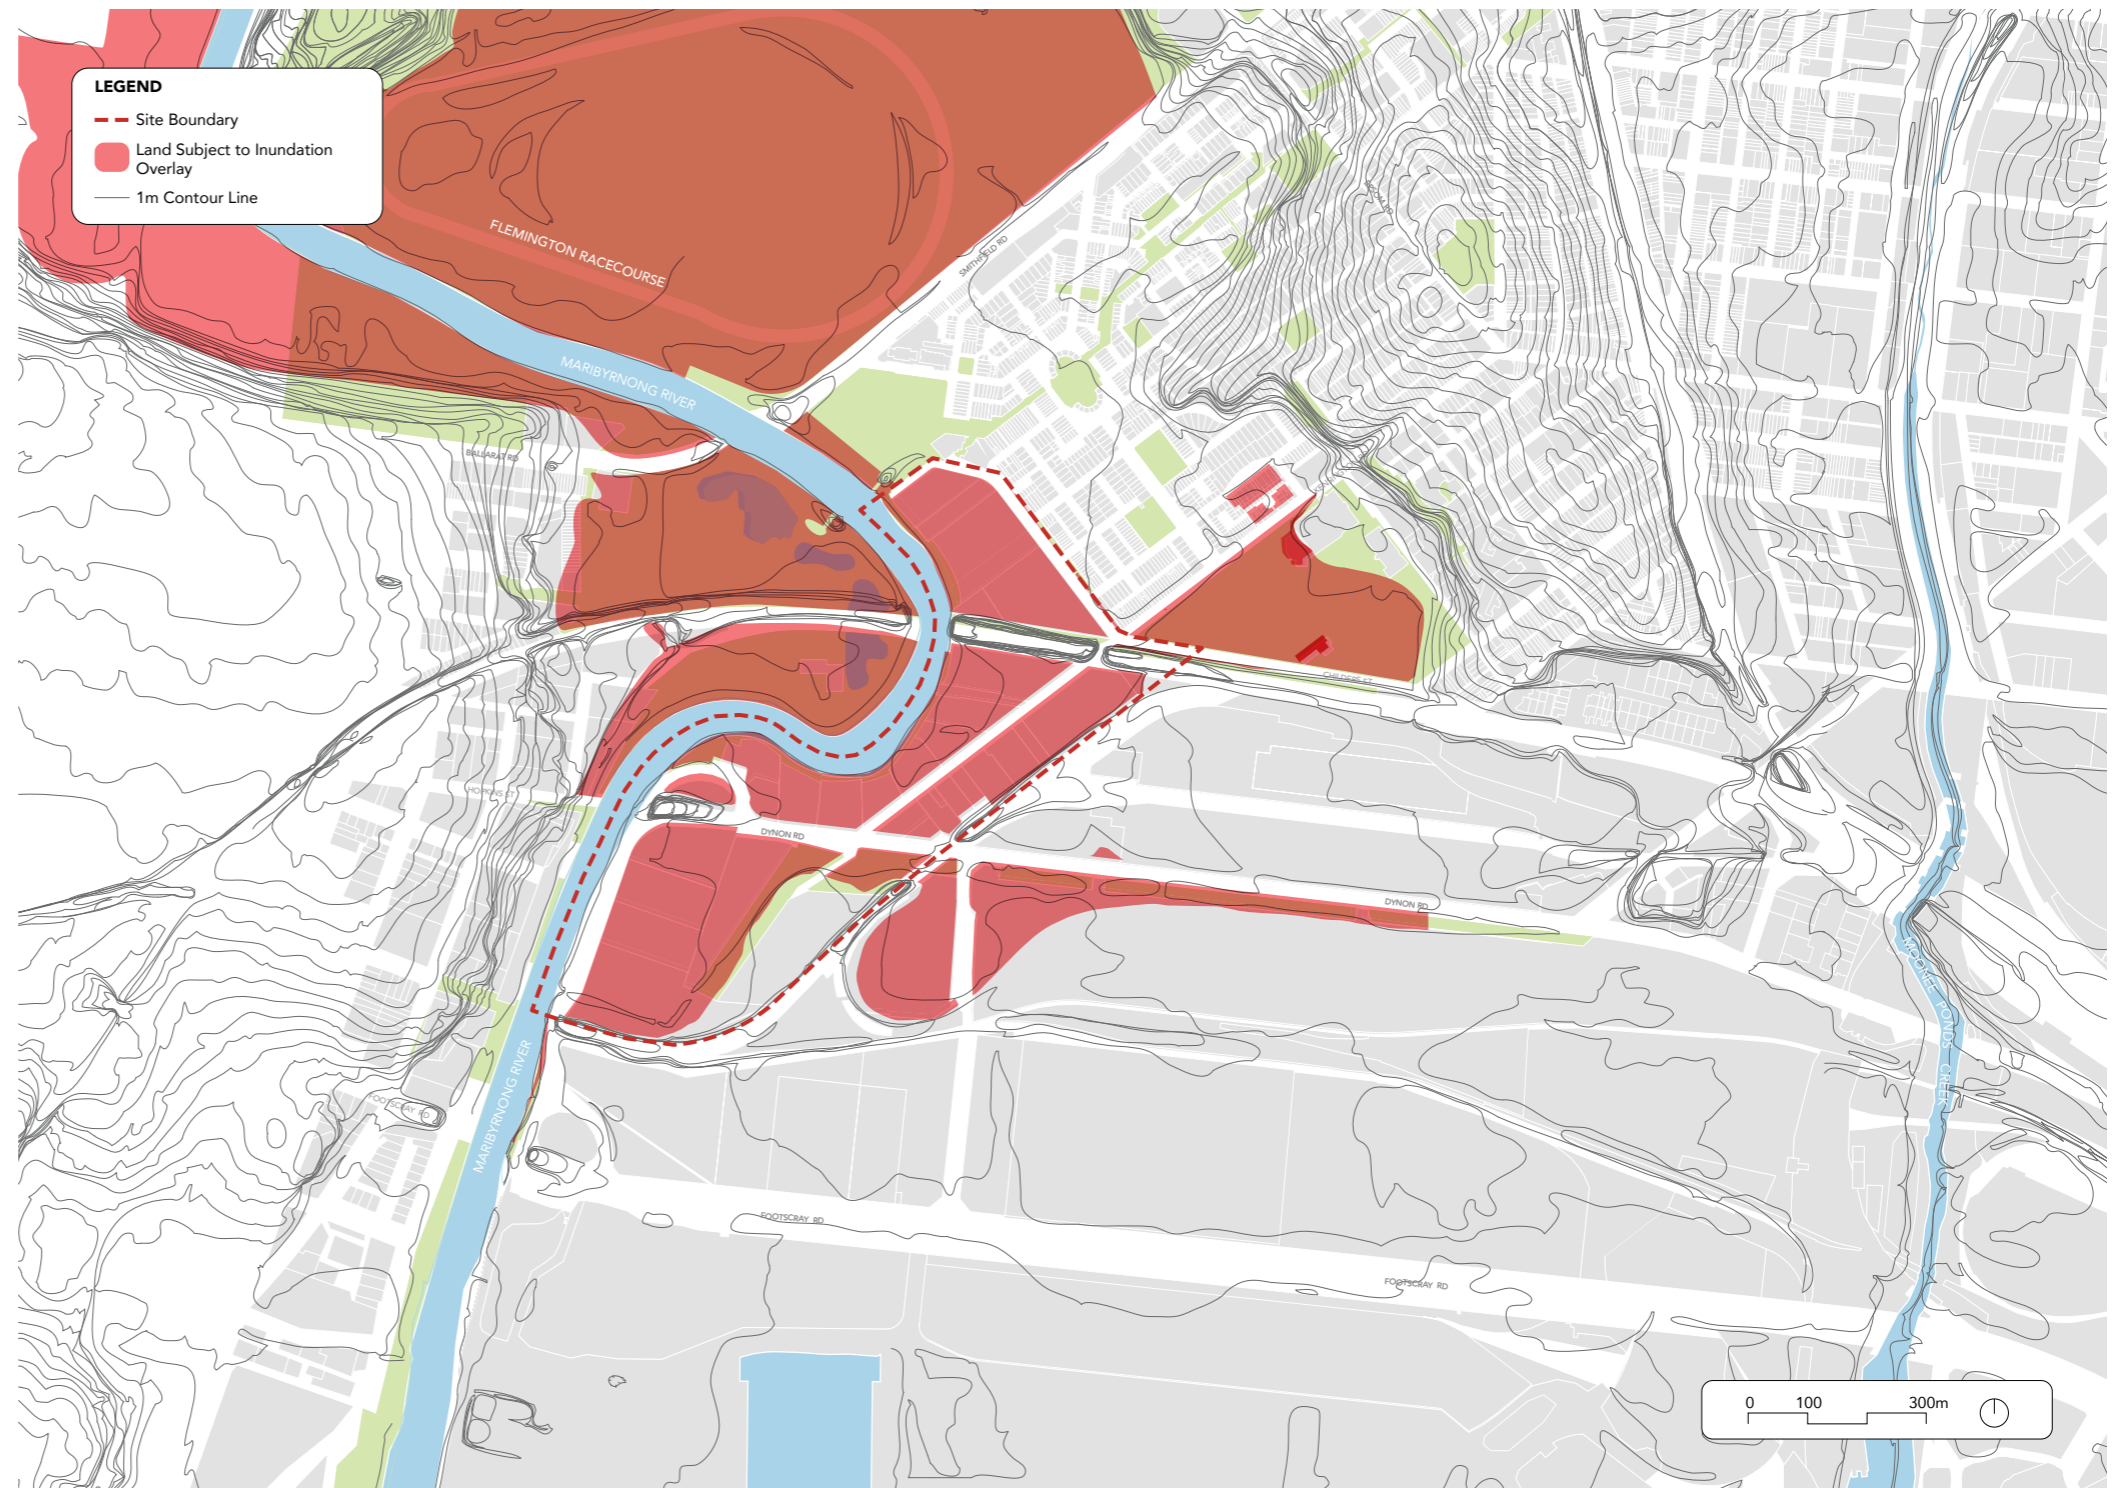 LEGEND
Site Boundary
Land Subject to Inundation
Overlay
1m Contour Line
FLEMINGTON RACECOURSE
SMITHFIELD RD
MARIBYRNONG RIVER
BALLARAT RD
CHILDERS ST
HOPKINS ST
DYNON RD
DYNON RD
MOONEE PONDS CREEK
MARIBYRNONG RIVER
FOOTSCRAY RD
FOOTSCRAY RD
FOOTSCRAY RD
0 100 300m